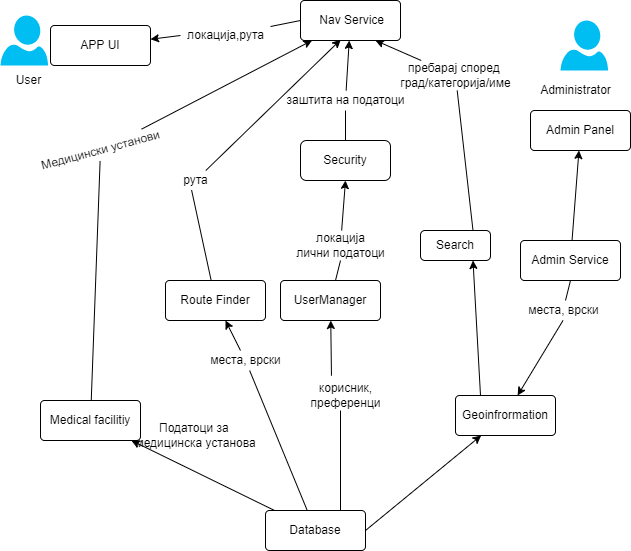 Nav Service
APP UI
локација,рута
User
пребарај според
град/категорија/име
Administrator
заштита на податоци
Admin Panel
Медицински установи
Security
рута
локација
лични податоци
Search
Admin Service
Route Finder
UserManager
места, врски
места, врски
корисник,
преференци
Medical facilitiy
Geoinfrormation
Податоци за
медицинска установа
Database